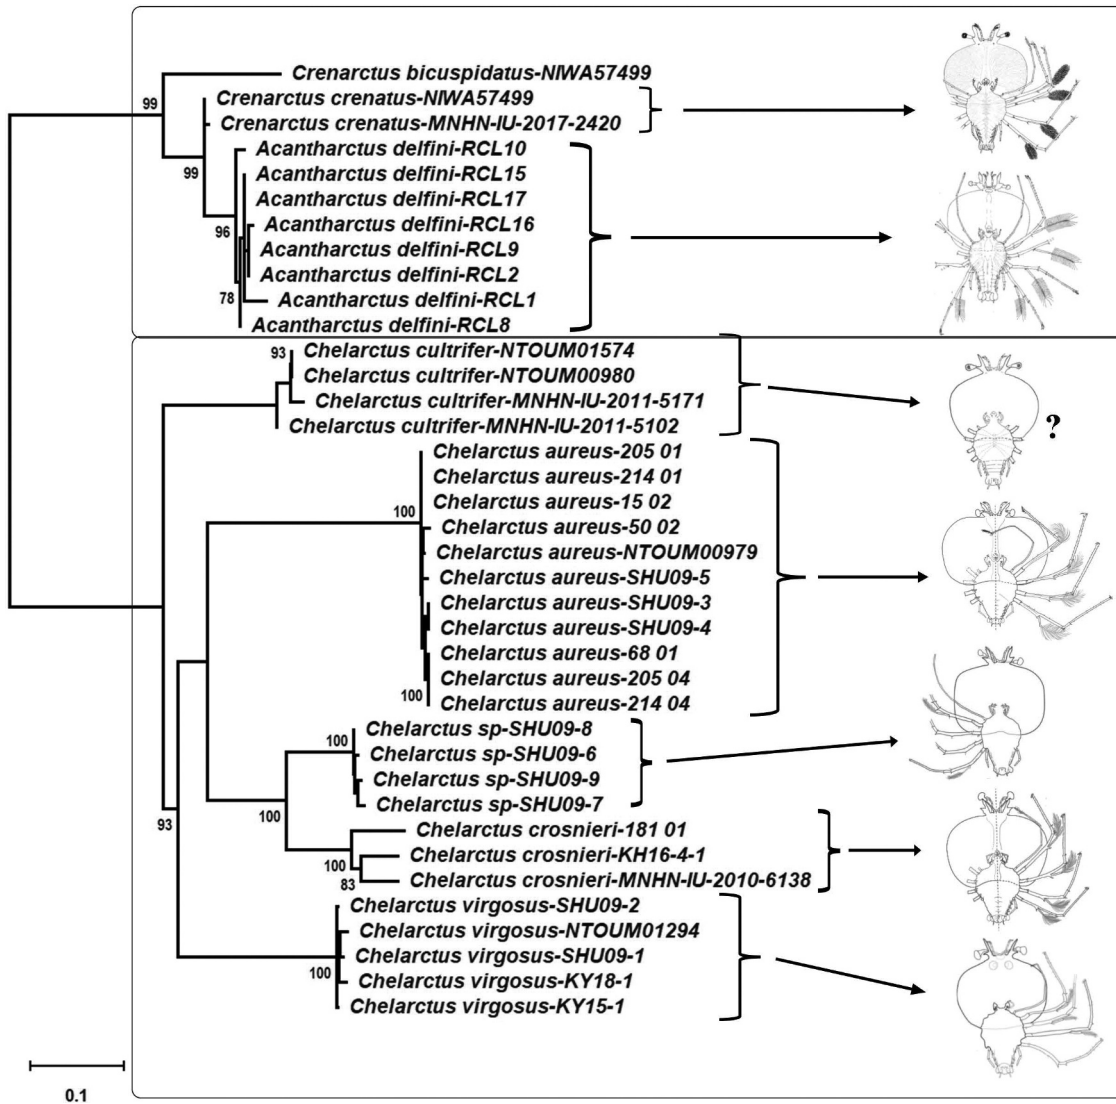 Crenarctus bicuspidatus-NIWA57499
99
Crenarctus crenatus-NIWA57499
Crenarctus crenatus-MNHN-IU-2017-2420
99
Acantharctus delfini-RCL10
Acantharctus delfini-RCL15
Acantharctus delfini-RCL17
96
Acantharctus delfini-RCL16
Acantharctus delfini-RCL9
Acantharctus delfini-RCL2
78
Acantharctus delfini-RCL1
Acantharctus delfini-RCL8
93
Chelarctus cultrifer-NTOUM01574
Chelarctus cultrifer-NTOUM00980
Chelarctus cultrifer-MNHN-IU-2011-5171
Chelarctus cultrifer-MNHN-IU-2011-5102
?
Chelarctus aureus-205 01
Chelarctus aureus-214 01
Chelarctus aureus-15 02
100
Chelarctus aureus-50 02
Chelarctus aureus-NTOUM00979
Chelarctus aureus-SHU09-5
Chelarctus aureus-SHU09-3
Chelarctus aureus-SHU09-4
Chelarctus aureus-68 01
Chelarctus aureus-205 04
100
Chelarctus aureus-214 04
Chelarctus sp-SHU09-8
100
Chelarctus sp-SHU09-6
Chelarctus sp-SHU09-9
Chelarctus sp-SHU09-7
100
93
Chelarctus crosnieri-181 01
Chelarctus crosnieri-KH16-4-1
100
83
Chelarctus crosnieri-MNHN-IU-2010-6138
Chelarctus virgosus-SHU09-2
Chelarctus virgosus-NTOUM01294
Chelarctus virgosus-SHU09-1
100
Chelarctus virgosus-KY18-1
Chelarctus virgosus-KY15-1
0.1